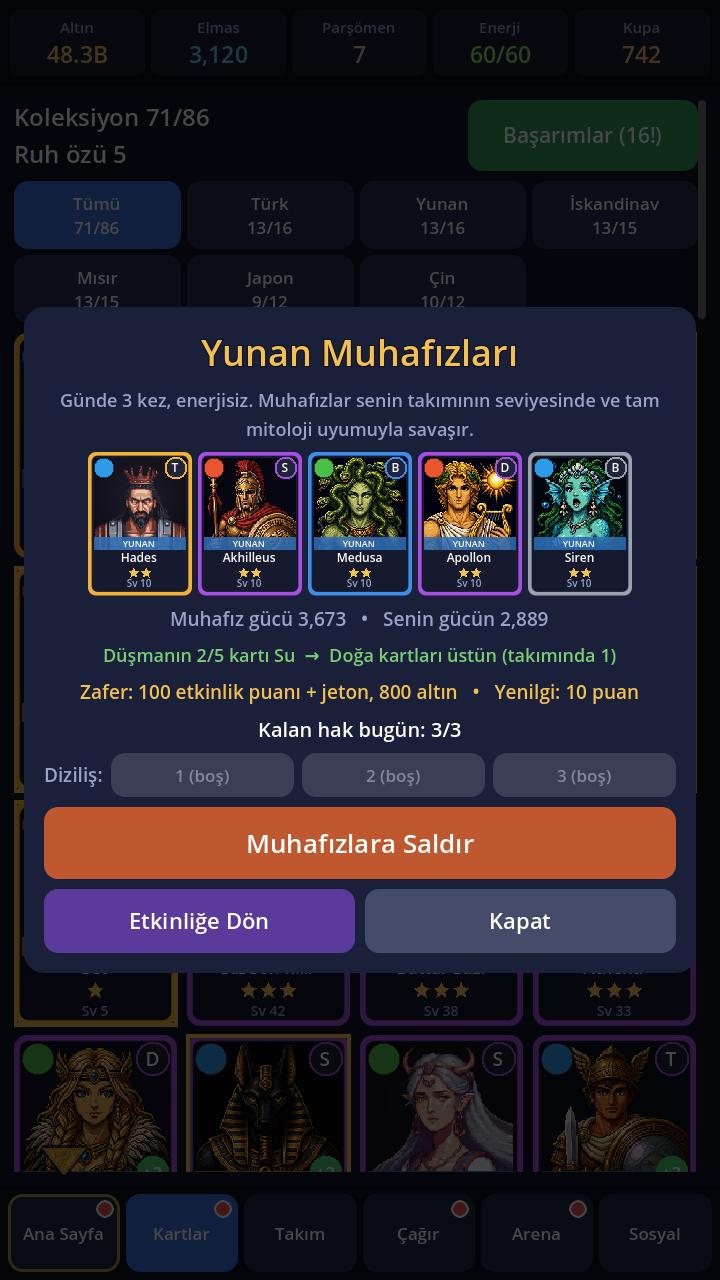 Altın
Elmas
Parşömen
Enerji
Kupa
48.3B
3,120
7
60/60
742
Koleksiyon 71/86
Ruh özü 5
Başarımlar (16!)
Tümü
71/86
Türk
13/16
Yunan
13/16
İskandinav
13/15
Mısır
13/15
Japon
9/12
Çin
10/12
Yunan Muhafızları
Günde 3 kez, enerjisiz. Muhafızlar senin takımının seviyesinde ve tam
mitoloji uyumuyla savaşır.
T
YUNAN
Hades
Sv 10
S
YUNAN
Akhilleus
Sv 10
B
YUNAN
Medusa
Sv 10
D
YUNAN
Apollon
Sv 10
B
YUNAN
Siren
Sv 10
Muhafız gücü 3,673 • Senin gücün 2,889
Düşmanın 2/5 kartı Su → Doğa kartları üstün (takımında 1)
Zafer: 100 etkinlik puanı + jeton, 800 altın • Yenilgi: 10 puan
Kalan hak bugün: 3/3
Diziliş:
1 (boş)
2 (boş)
3 (boş)
Muhafızlara Saldır
Etkinliğe Dön
Kapat
Sv 5
Sv 42
Sv 38
Sv 33
D
S
S
T
Ana Sayfa
Kartlar
Takım
Çağır
Arena
Sosyal